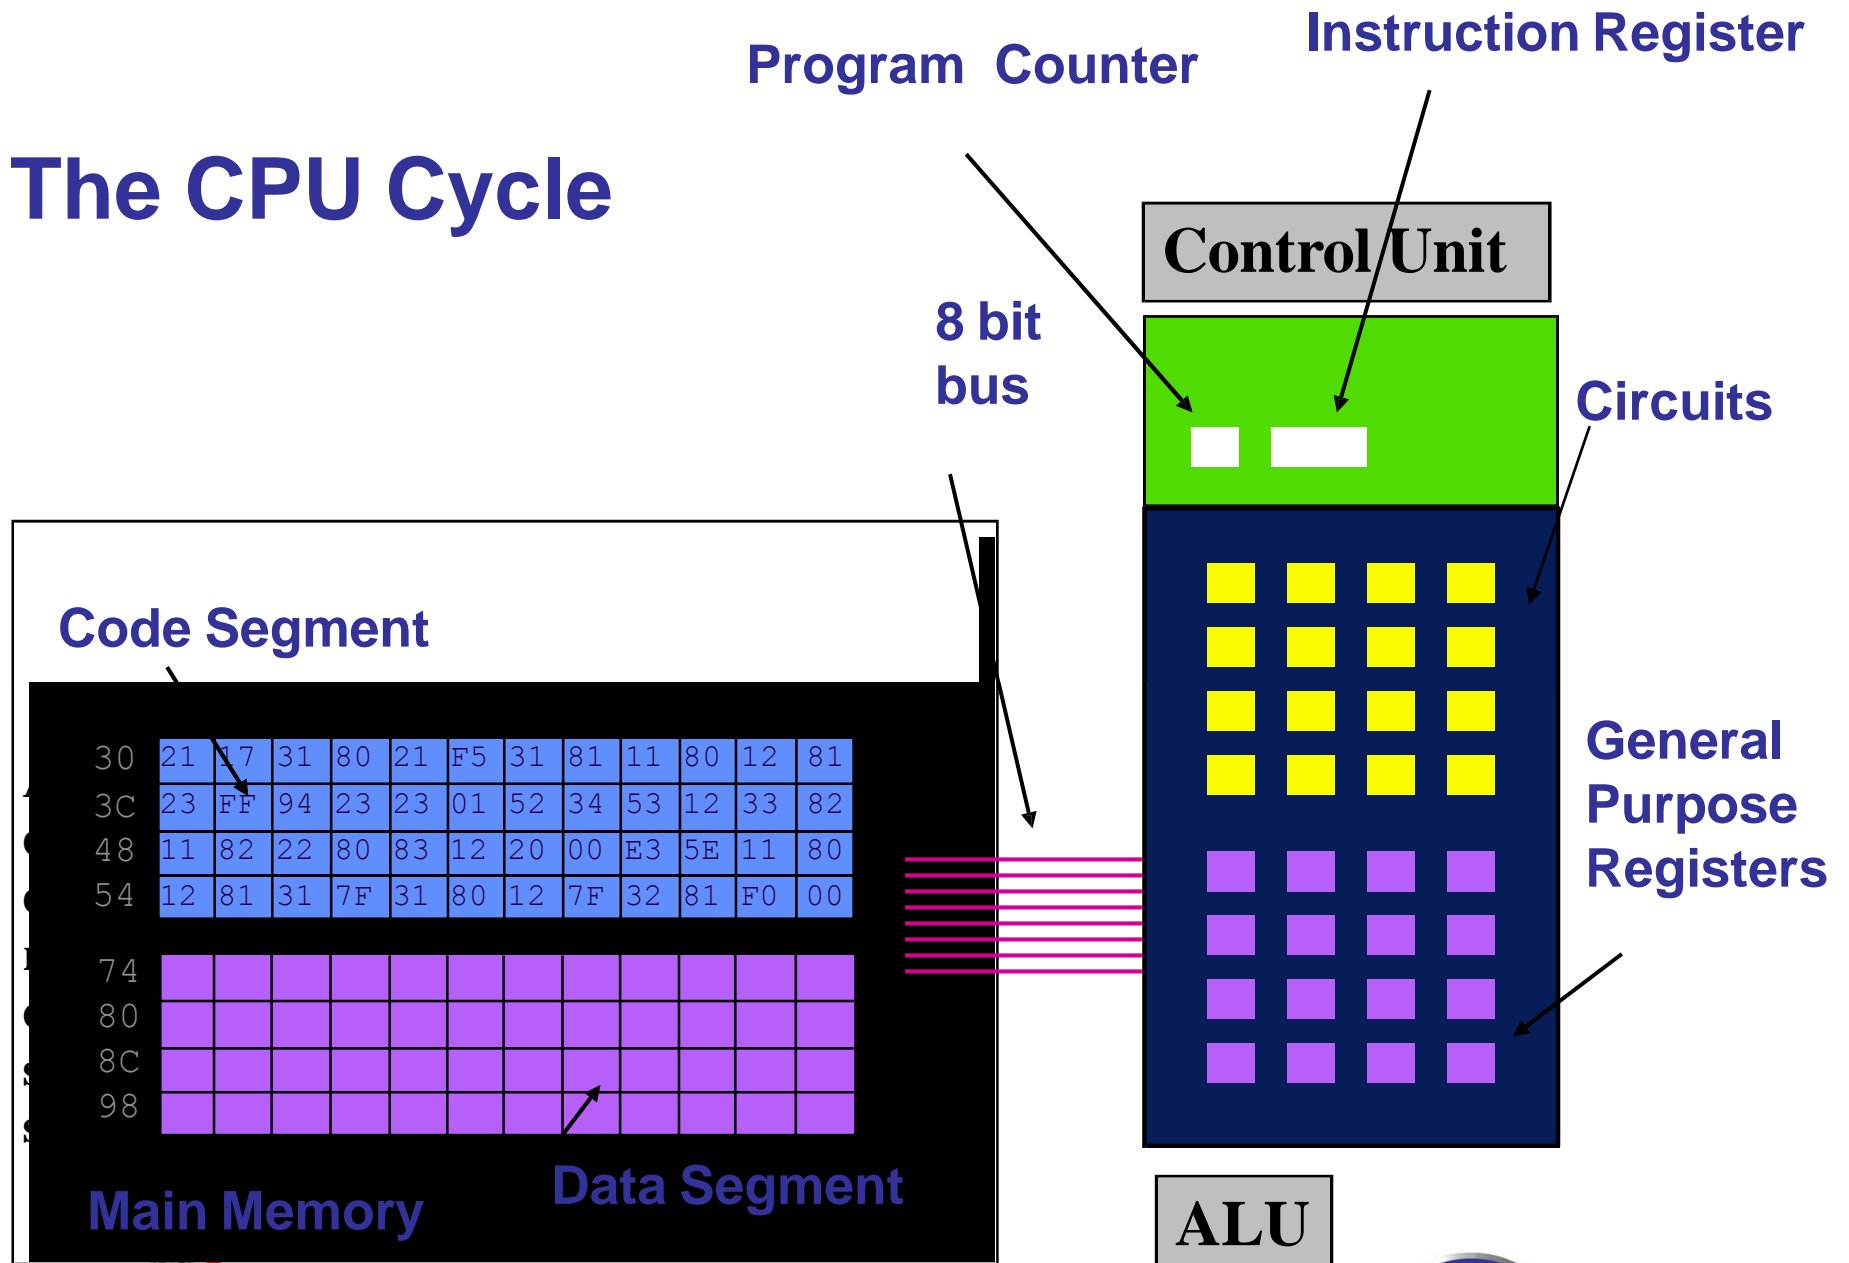 Instruction Register
Program Counter
The CPU Cycle
Control Unit
8 bit
bus
Circuits
Code Segment
General
Purpose
Registers
30 21 17 31 80 21 F5 31 81 11 80 12 81
3C 23 FF 94 23 23 01 52 34 53 12 33 82
48 11 82 22 80 83 12 20 00 E3 5E 11 80
54 12 81 31 7F 31 80 12 7F 32 81 F0 00
74
80
8C
98
Data Segment
Main Memory
ALU